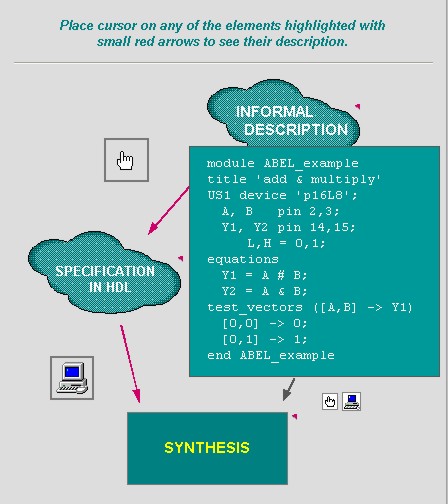 Place cursor on any of the elements highlighted with
small red arrows to see their description.
INFORMAL
DESCRIPTION
module ABEL_example
title 'add & multiply'
US1 device 'p16L8';
A, B pin 2,3;
Y1, Y2 pin 14,15;
L,H = 0,1;
equations
Y1 = A # B;
Y2 = A & B;
test_vectors ([A,B] -> Y1)
[0,0] -> 0;
[0,1] -> 1;
end ABEL_example
SPECIFICATION
IN HDL
SYNTHESIS